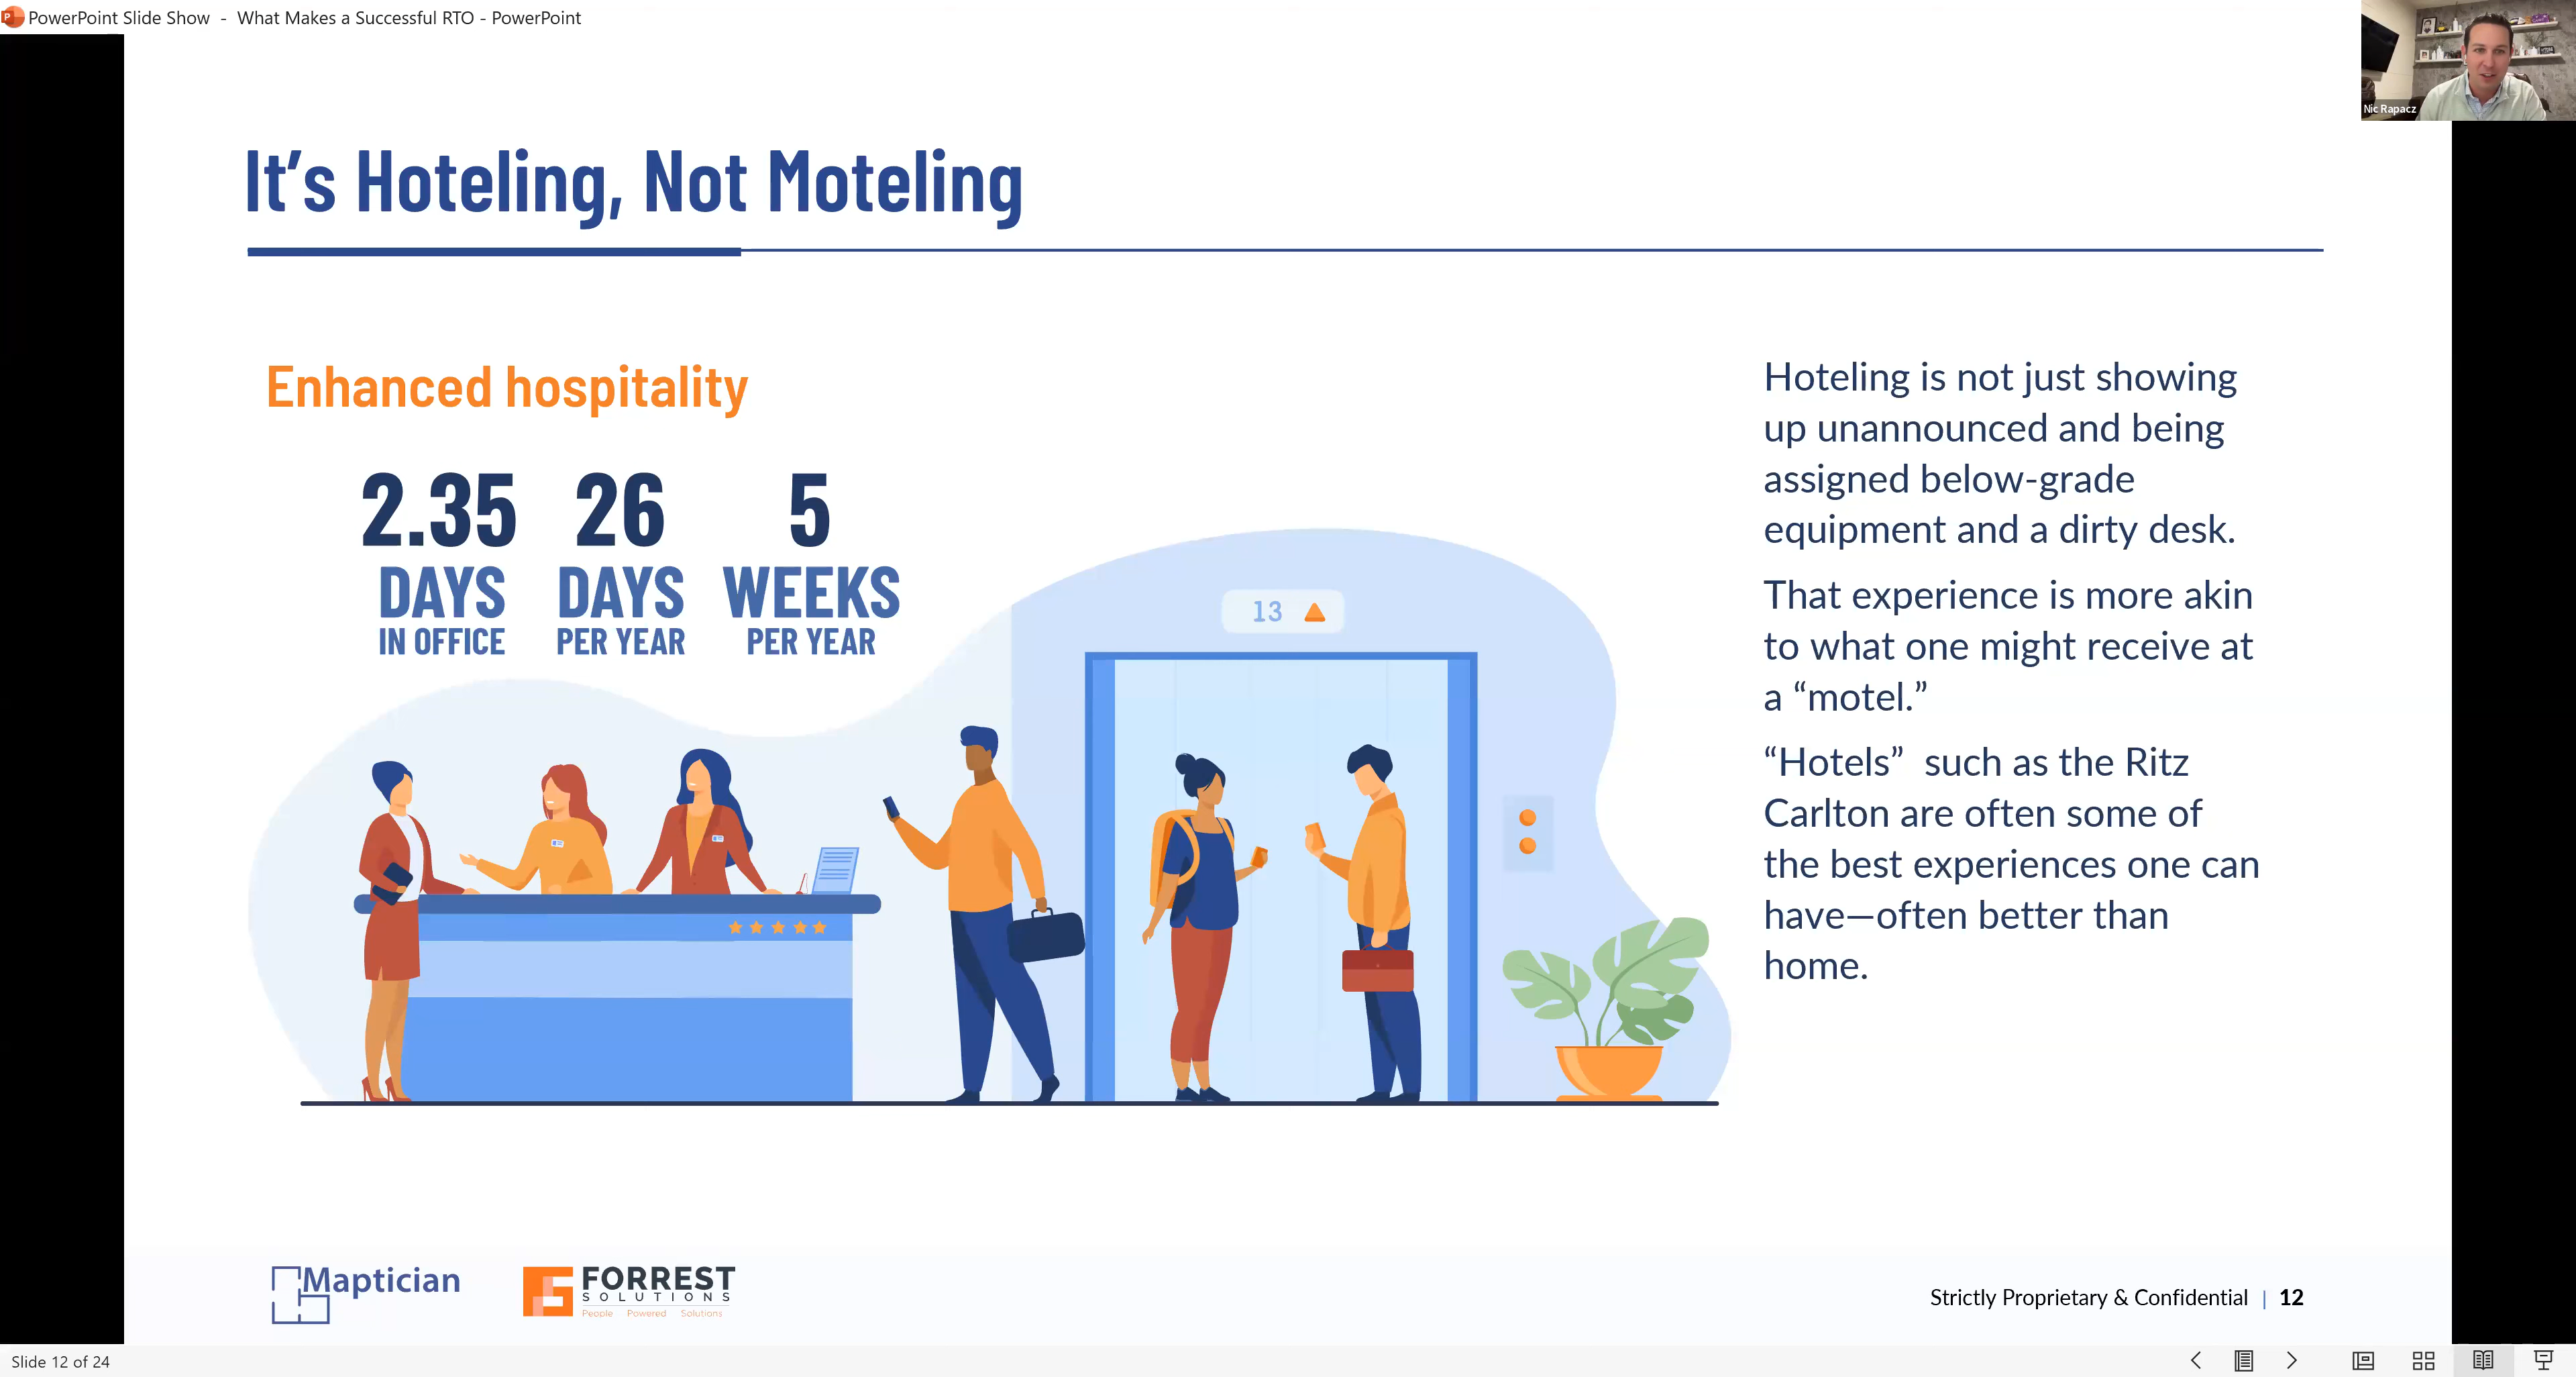 PowerPoint Slide Show - What Makes a Successful RTO - PowerPoint
Nic Rapacz
It’s Hoteling, Not Moteling
Enhanced hospitality
2.35 26 5
DAYS DAYS WEEKS
IN OFFICE PER YEAR PER YEAR
13
Hoteling is not just showing
up unannounced and being
assigned below-grade
equipment and a dirty desk.
That experience is more akin
to what one might receive at
a “motel.”
“Hotels” such as the Ritz
Carlton are often some of
the best experiences one can
have—often better than
home.
Maptician
FORREST
SOLUTIONS
People Powered Solutions
Strictly Proprietary & Confidential | 12
Slide 12 of 24